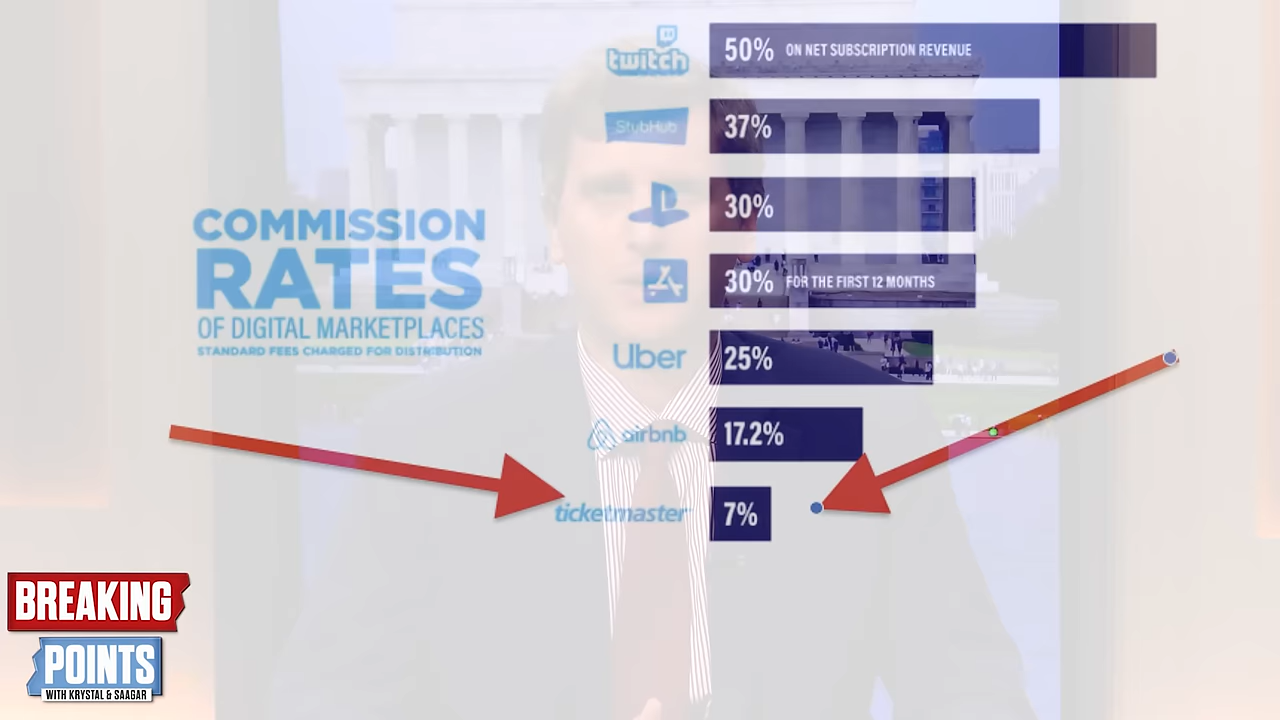 COMMISSION
RATES
OF DIGITAL MARKETPLACES
STANDARD FEES CHARGED FOR DISTRIBUTION
twitch 50% ON NET SUBSCRIPTION REVENUE
StubHub 37%
30%
30% FOR THE FIRST 12 MONTHS
Uber 25%
airbnb 17.2%
ticketmaster 7%
BREAKING
POINTS
WITH KRYSTAL & SAAGAR